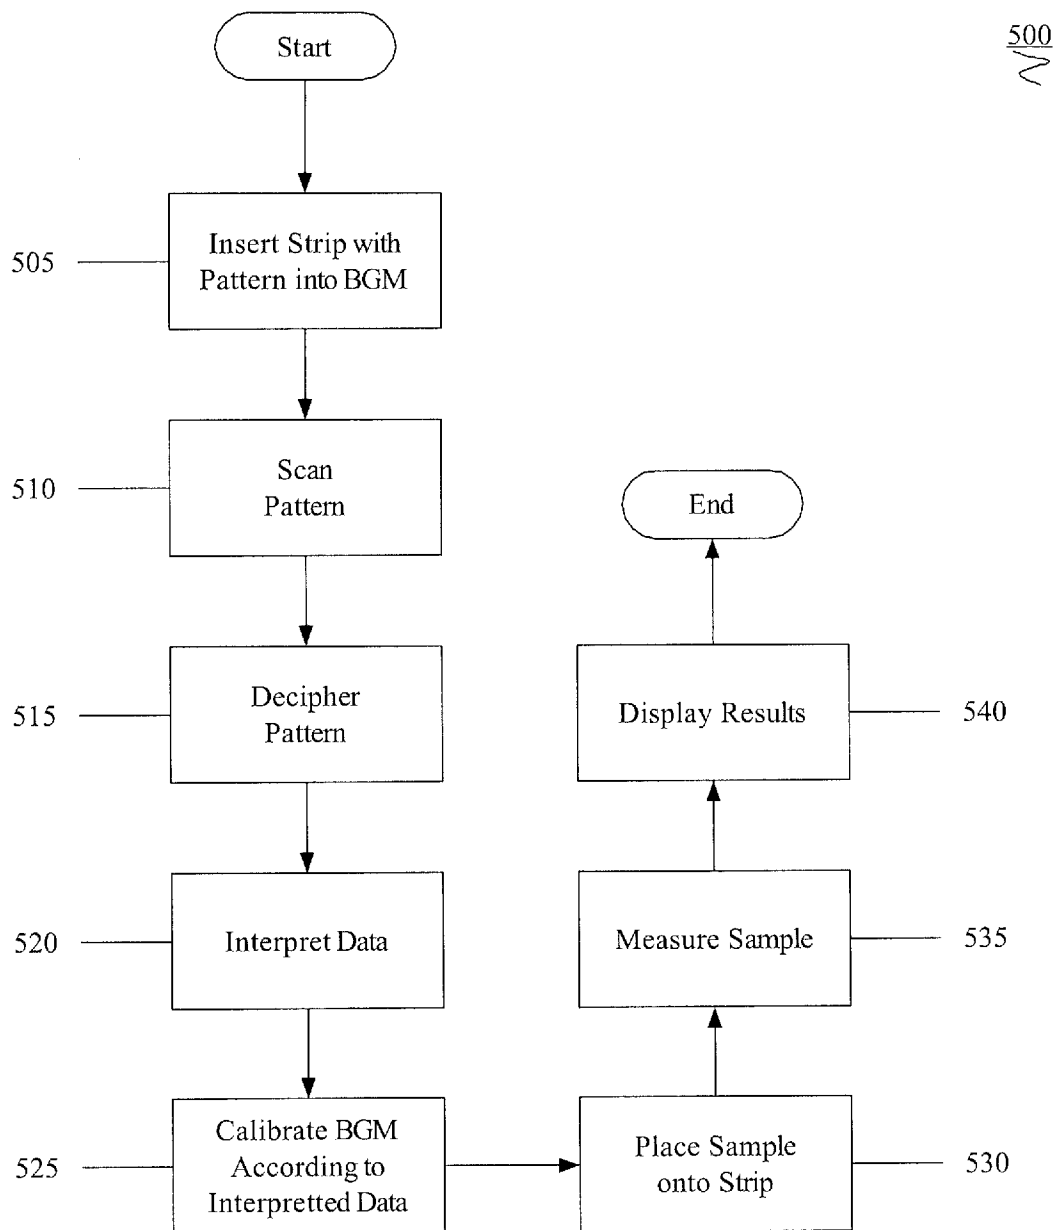 Start
500
505
Insert Strip with
Pattern into BGM
510
Scan
Pattern
515
Decipher
Pattern
520
Interpret Data
525
Calibrate BGM
According to
Interpretted Data
Place Sample
onto Strip
530
Measure Sample
535
Display Results
540
End